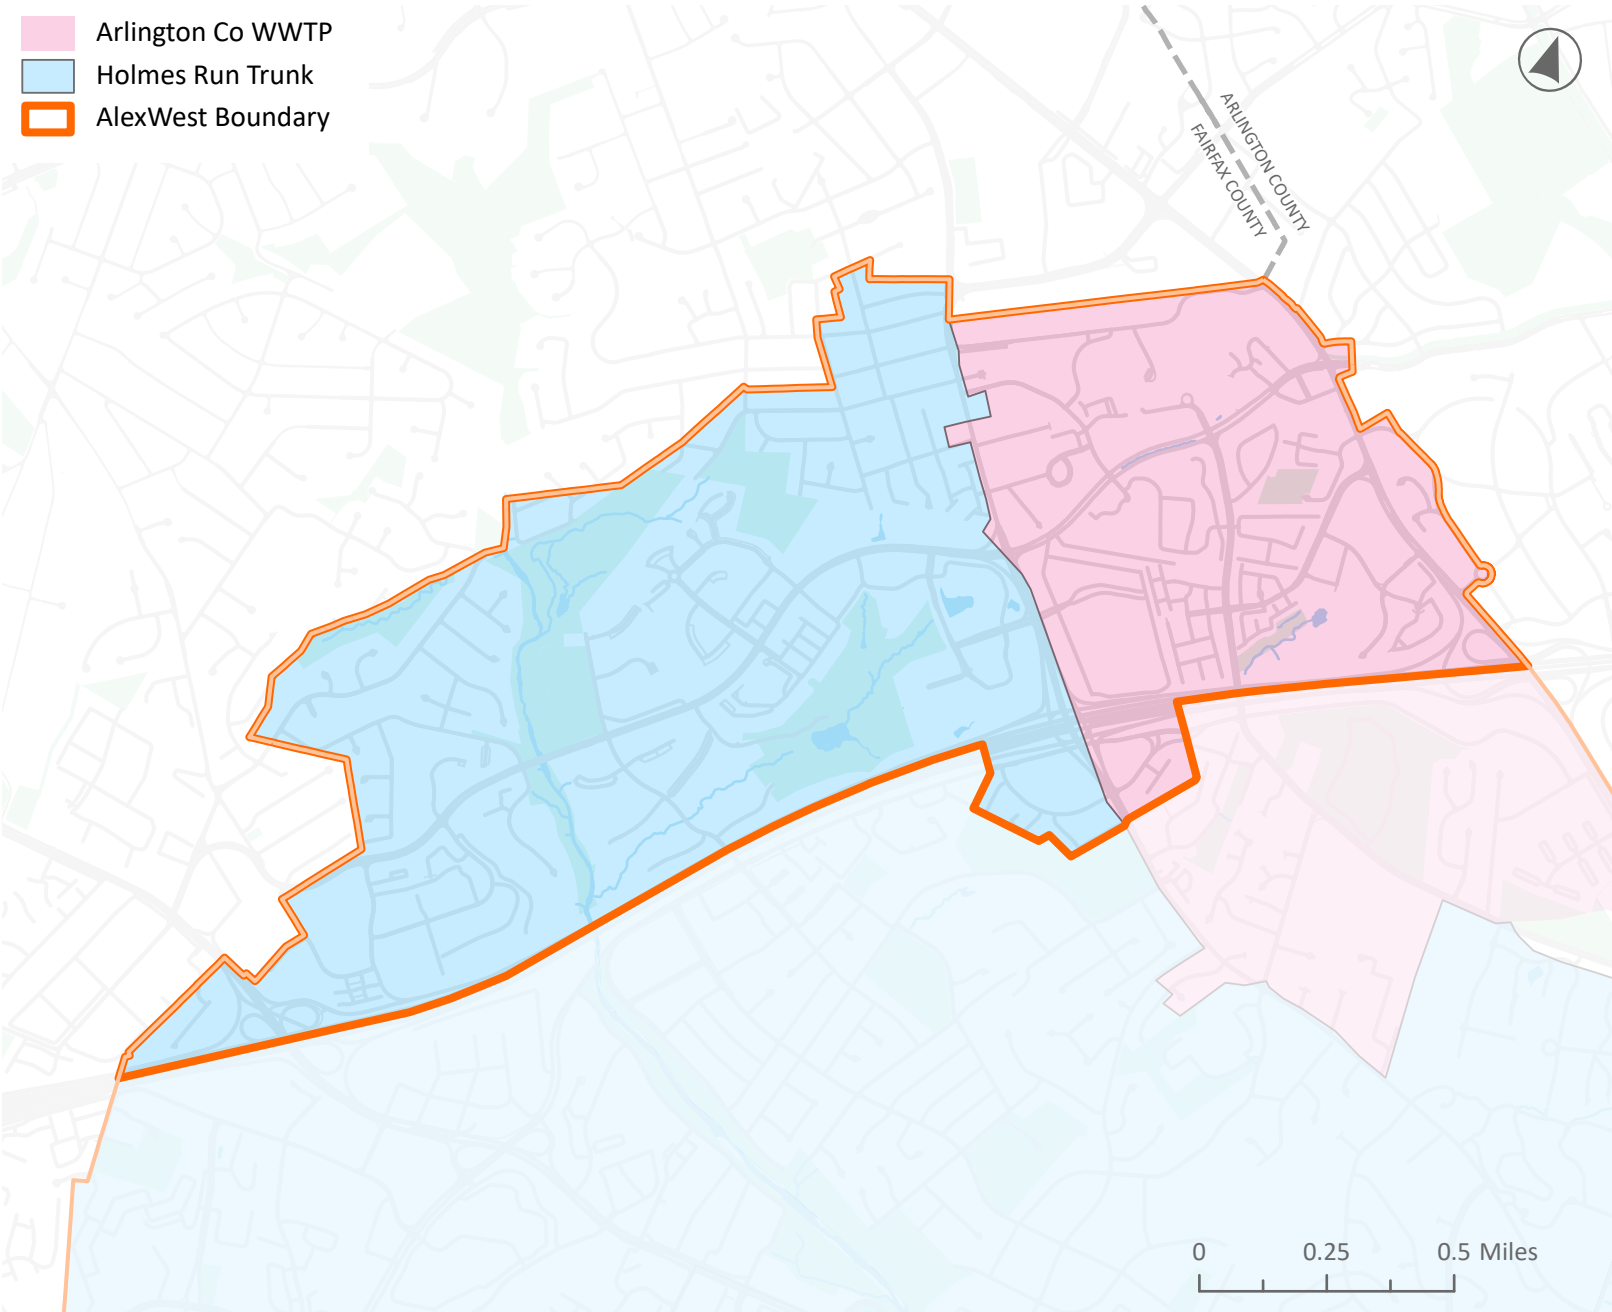 Arlington Co WWTP
Holmes Run Trunk
AlexWest Boundary
ARLINGTON COUNTY
FAIRFAX COUNTY
0 0.25 0.5 Miles